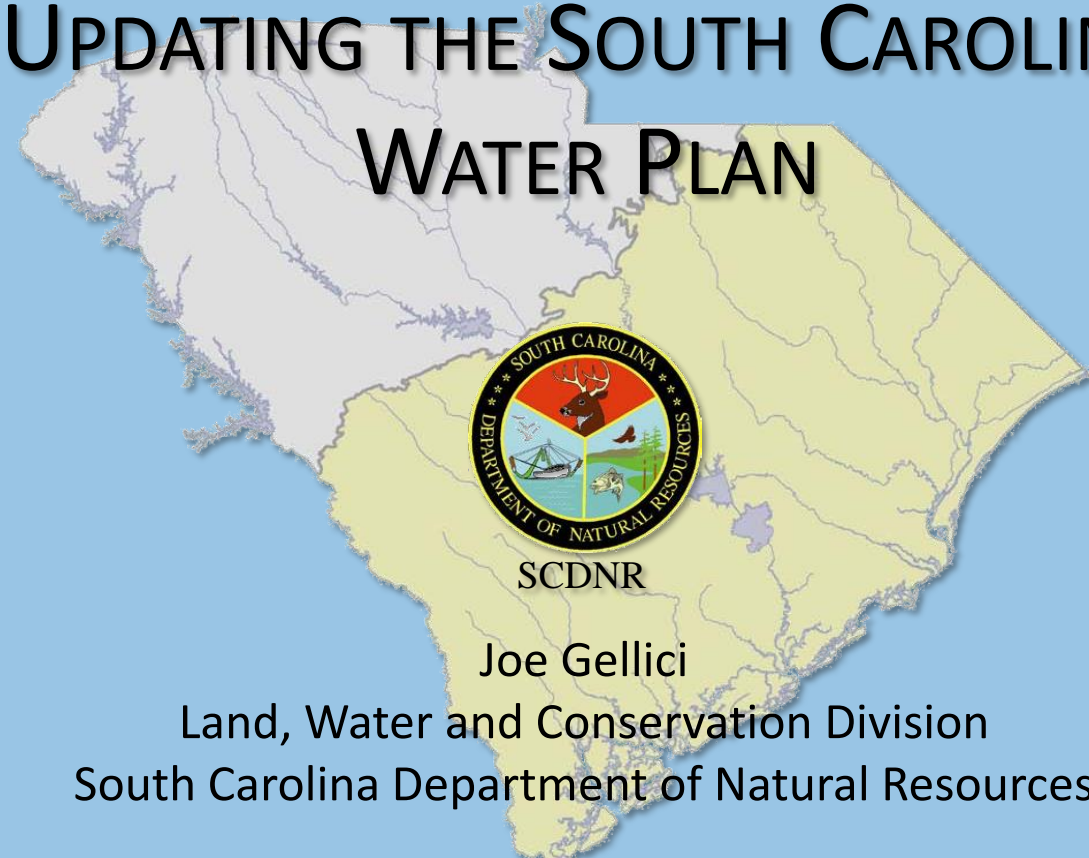 UPDATING THE SOUTH CAROLIN
WATER PLAN
SOUTH CAROLINA
DEPARTMENT OF NATURAL RESOURCES
SCDNR
Joe Gellici
Land, Water and Conservation Division
South Carolina Department of Natural Resources